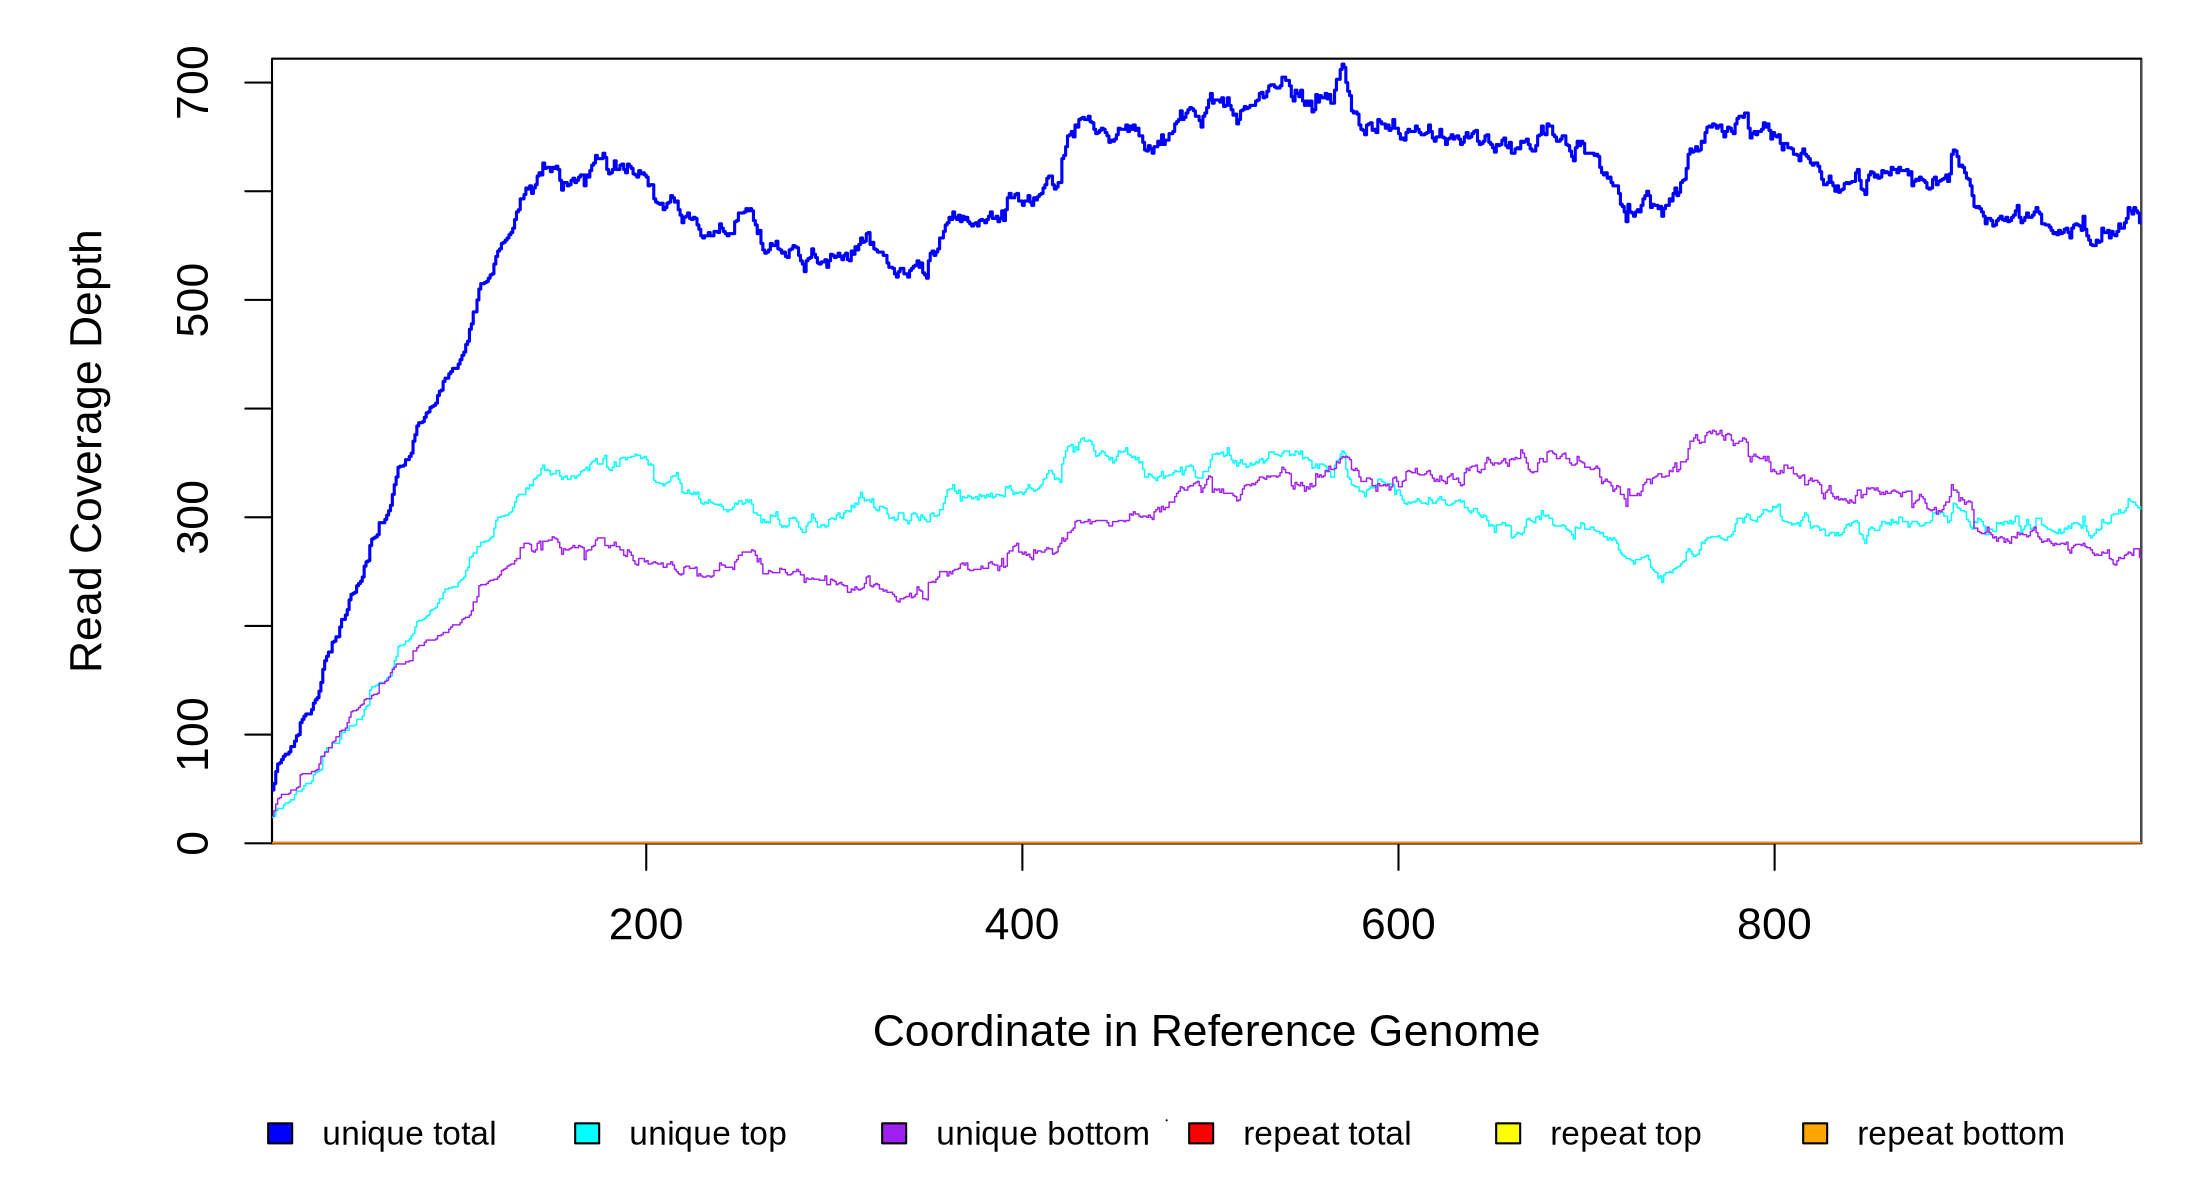 Read Coverage Depth
700
500
300
100
0
200 400 600 800
Coordinate in Reference Genome
unique total unique top unique bottom repeat total repeat top repeat bottom